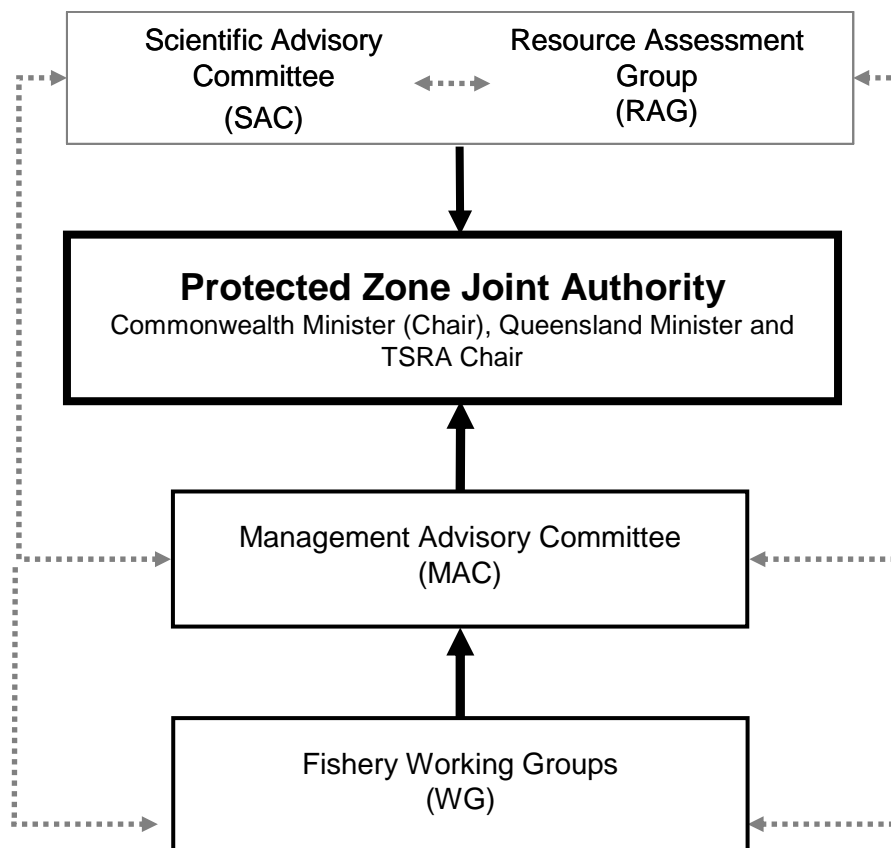 Scientific Advisory
Committee
(SAC)
Resource Assessment
Group
(RAG)
Protected Zone Joint Authority
Commonwealth Minister (Chair), Queensland Minister and
TSRA Chair
Management Advisory Committee
(MAC)
Fishery Working Groups
(WG)